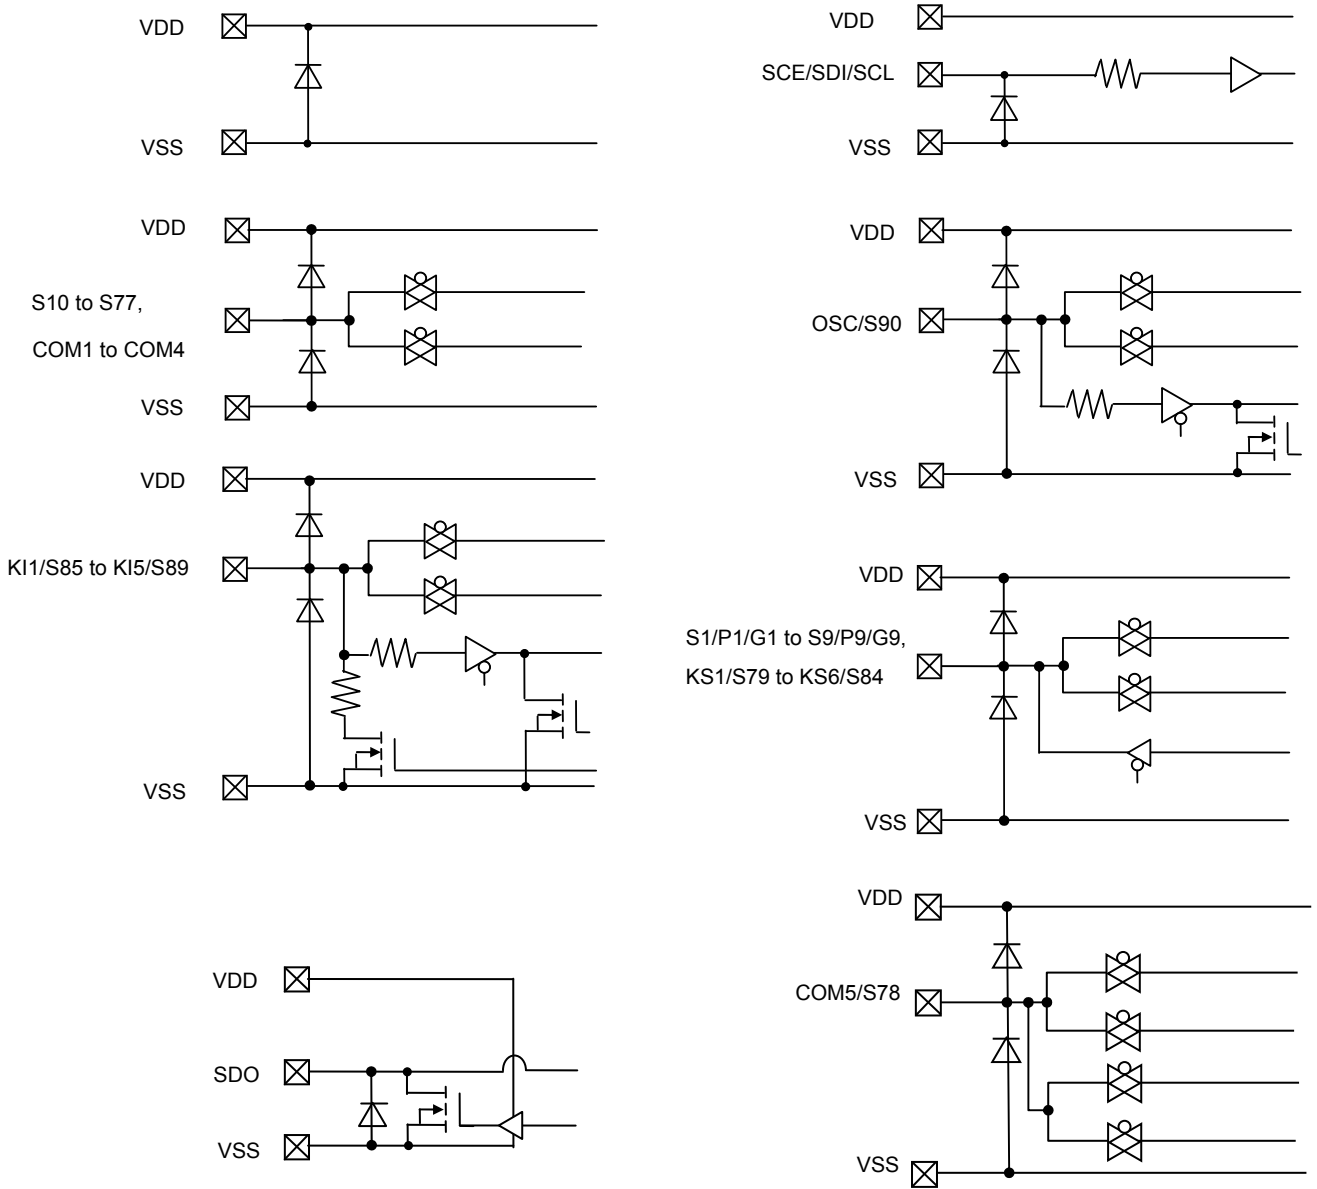 VDD
VSS
VDD
S10 to S77,
COM1 to COM4
VSS
VDD
KI1/S85 to KI5/S89
VSS
VDD
SDO
VSS
VDD
SCE/SDI/SCL
VSS
VDD
OSC/S90
VSS
VDD
S1/P1/G1 to S9/P9/G9,
KS1/S79 to KS6/S84
VSS
VDD
COM5/S78
VSS